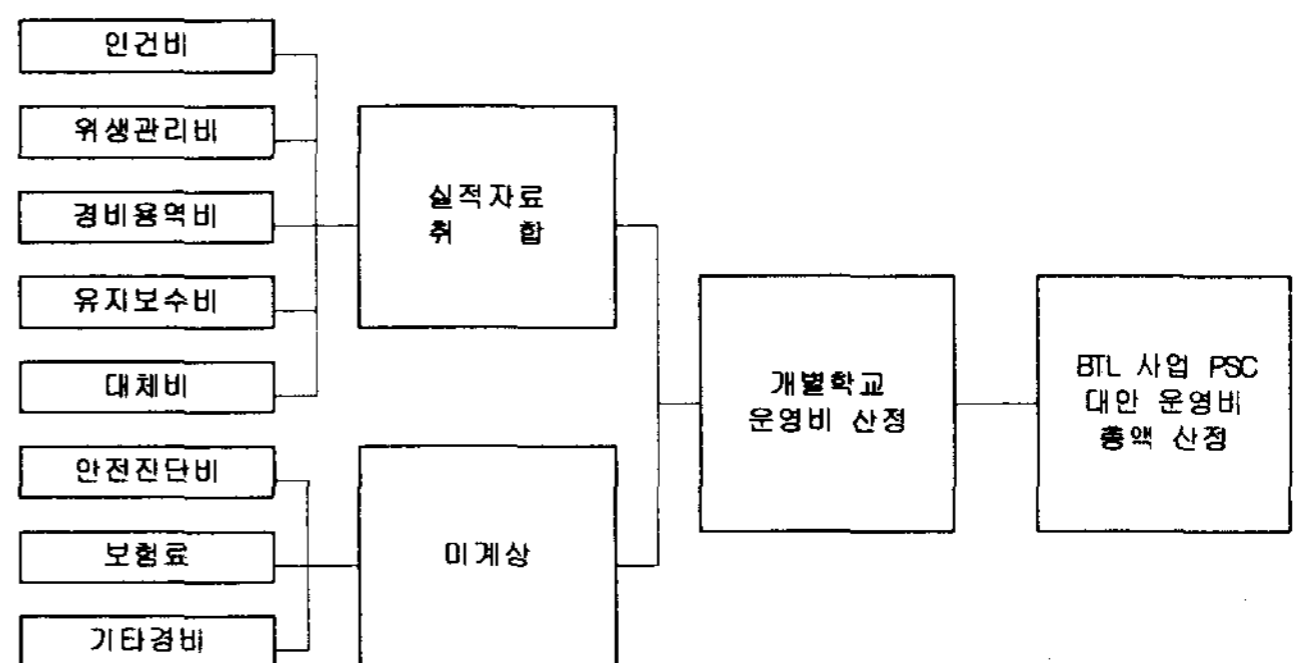 인건비
위생관리비
경비용역비
유지보수비
대체비
안전진단비
보험료
기타경비
실적자료
취 합
미계상
개별학교
운영비 산정
BTL 사업 PSC
대안 운영비
총액 산정